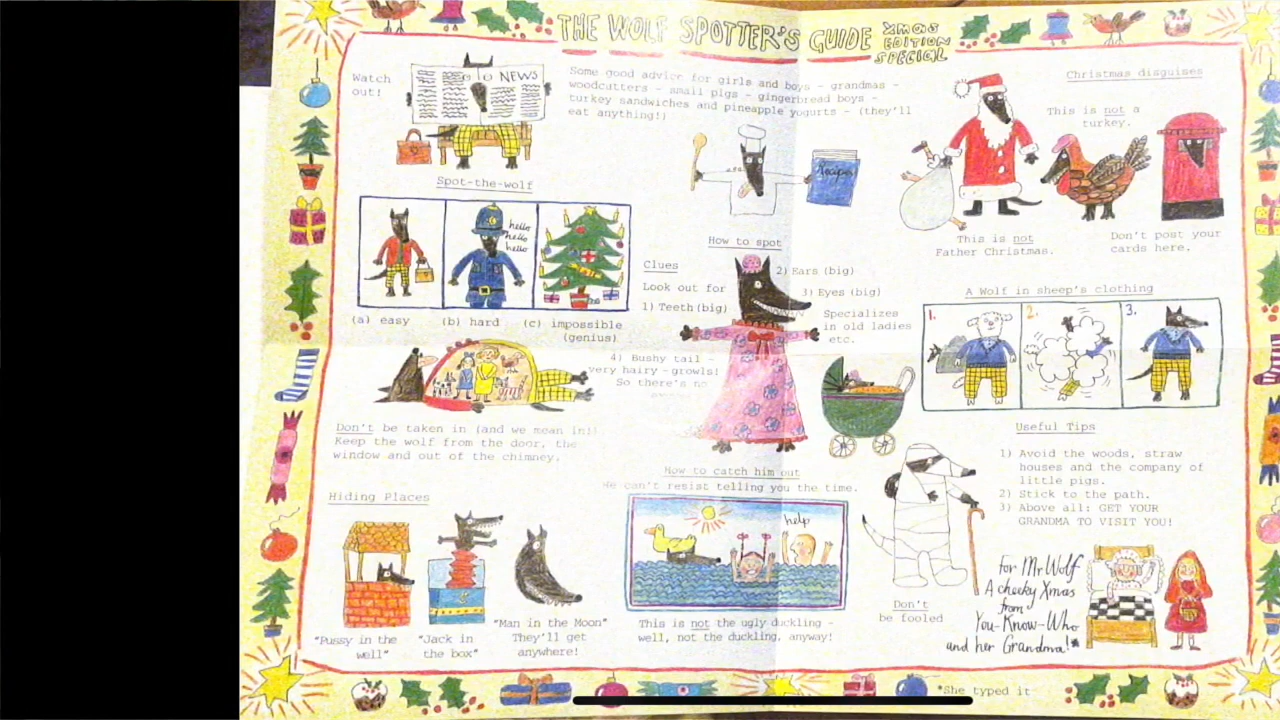 THE WOLF SPOTTER'S GUIDE
XMAS
EDITION
SPECIAL
Watch
out!
NEWS
Some good advice for girls and boys - grandmas -
woodcutters - small pigs - gingerbread boys -
turkey sandwiches and pineapple yogurts - (they'll
eat anything!)
Recipes
Christmas disguises
This is not a
turkey.
This is not
Father Christmas.
Don't post your
cards here.
Spot-the-wolf
hello
hello
hello
(a) easy
(b) hard
(c) impossible
(genius)
How to spot
Clues
Look out for
1) Teeth (big)
2) Ears (big)
3) Eyes (big)
Specializes
in old ladies
etc.
4) Bushy tail -
very hairy - growls!
So there's no
A Wolf in sheep's clothing
1.
2.
3.
Don't be taken in (and we mean in!)
Keep the wolf from the door, the
window and out of the chimney.
Hiding Places
"Pussy in the
well"
"Jack in
the box"
"Man in the Moon"
They'll get
anywhere!
How to catch him out
He can't resist telling you the time.
help
This is not the ugly duckling -
well, not the duckling, anyway!
Don't
be fooled
Useful Tips
1) Avoid the woods, straw
houses and the company of
little pigs.
2) Stick to the path.
3) Above all: GET YOUR
GRANDMA TO VISIT YOU!
For Mr Wolf
A cheeky Xmas
from
You-Know-Who
and her Grandma!*
*She typed it